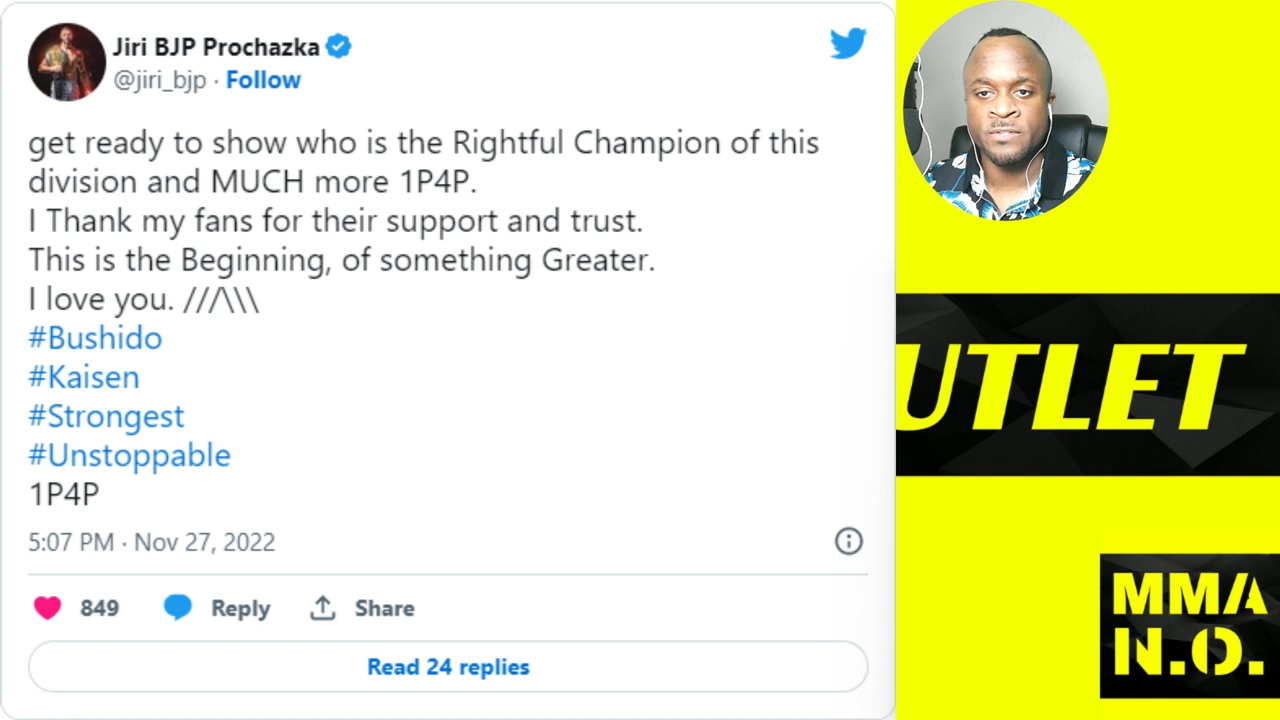 Jiri BJP Prochazka
@jiri_bjp · Follow
get ready to show who is the Rightful Champion of this
division and MUCH more 1P4P.
I Thank my fans for their support and trust.
This is the Beginning, of something Greater.
I love you. ///\\\
#Bushido
#Kaisen
#Strongest
#Unstoppable
1P4P
5:07 PM · Nov 27, 2022
849 Reply Share
Read 24 replies
UTLET
MMA
N.O.